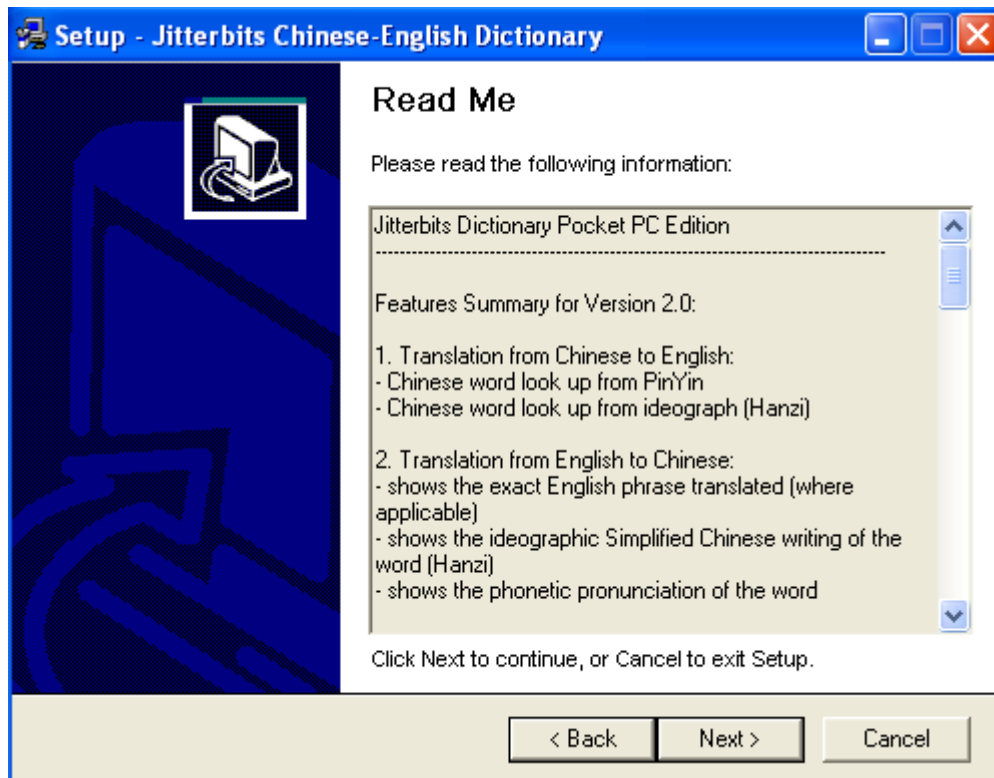 Setup - Jitterbits Chinese-English Dictionary
Read Me
Please read the following information:
Jitterbits Dictionary Pocket PC Edition
-------------------------------------------------------------------------------------
Features Summary for Version 2.0:
1. Translation from Chinese to English:
- Chinese word look up from PinYin
- Chinese word look up from ideograph (Hanzi)
2. Translation from English to Chinese:
- shows the exact English phrase translated (where
applicable)
- shows the ideographic Simplified Chinese writing of the
word (Hanzi)
- shows the phonetic pronunciation of the word
Click Next to continue, or Cancel to exit Setup.
< Back Next > Cancel